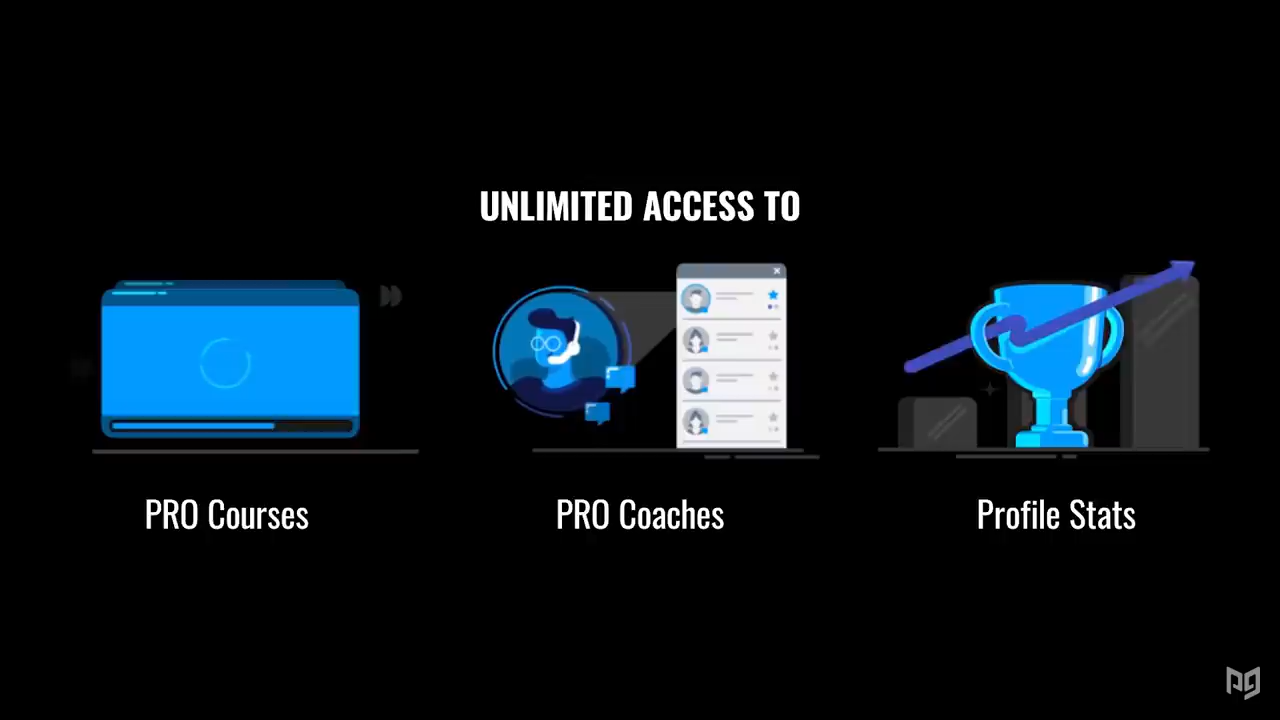 UNLIMITED ACCESS TO
PRO Courses
PRO Coaches
Profile Stats